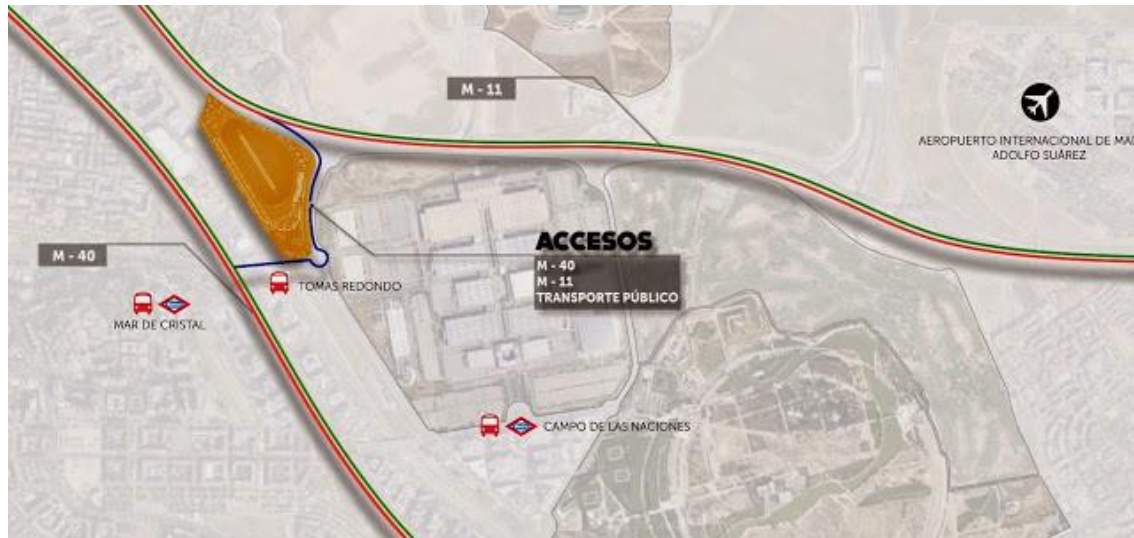 M - 11
AEROPUERTO INTERNACIONAL DE
ADOLFO SUÁREZ
M - 40
ACCESOS
M - 40
M - 11
TRANSPORTE PÚBLICO
TOMAS REDONDO
MAR DE CRISTAL
CAMPO DE LAS NACIONES